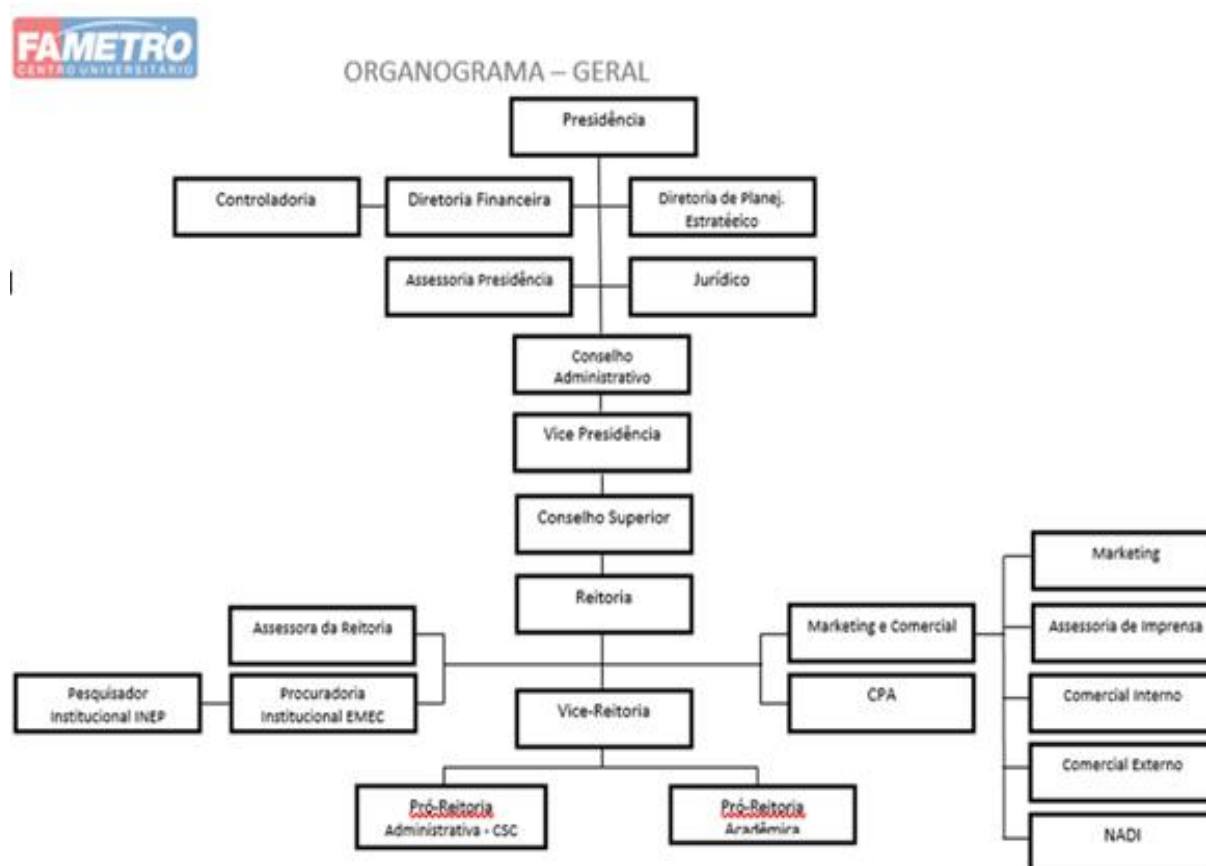 FAMETRO
CENTRO UNIVERSITÁRIO
ORGANOGRAMA – GERAL
Presidência
Controladoria
Diretoria Financeira
Diretoria de Planej.
Estratégico
Assessoria Presidência
Jurídico
Conselho
Administrativo
Vice Presidência
Conselho Superior
Reitoria
Assessora da Reitoria
Marketing e Comercial
Marketing
Assessoria de Imprensa
Pesquisador
Institucional INEP
Procuradoria
Institucional EMEC
Vice-Reitoria
CPA
Comercial Interno
Comercial Externo
NADI
Pró-Reitoria
Administrativa - CSC
Pró-Reitoria
Acadêmica